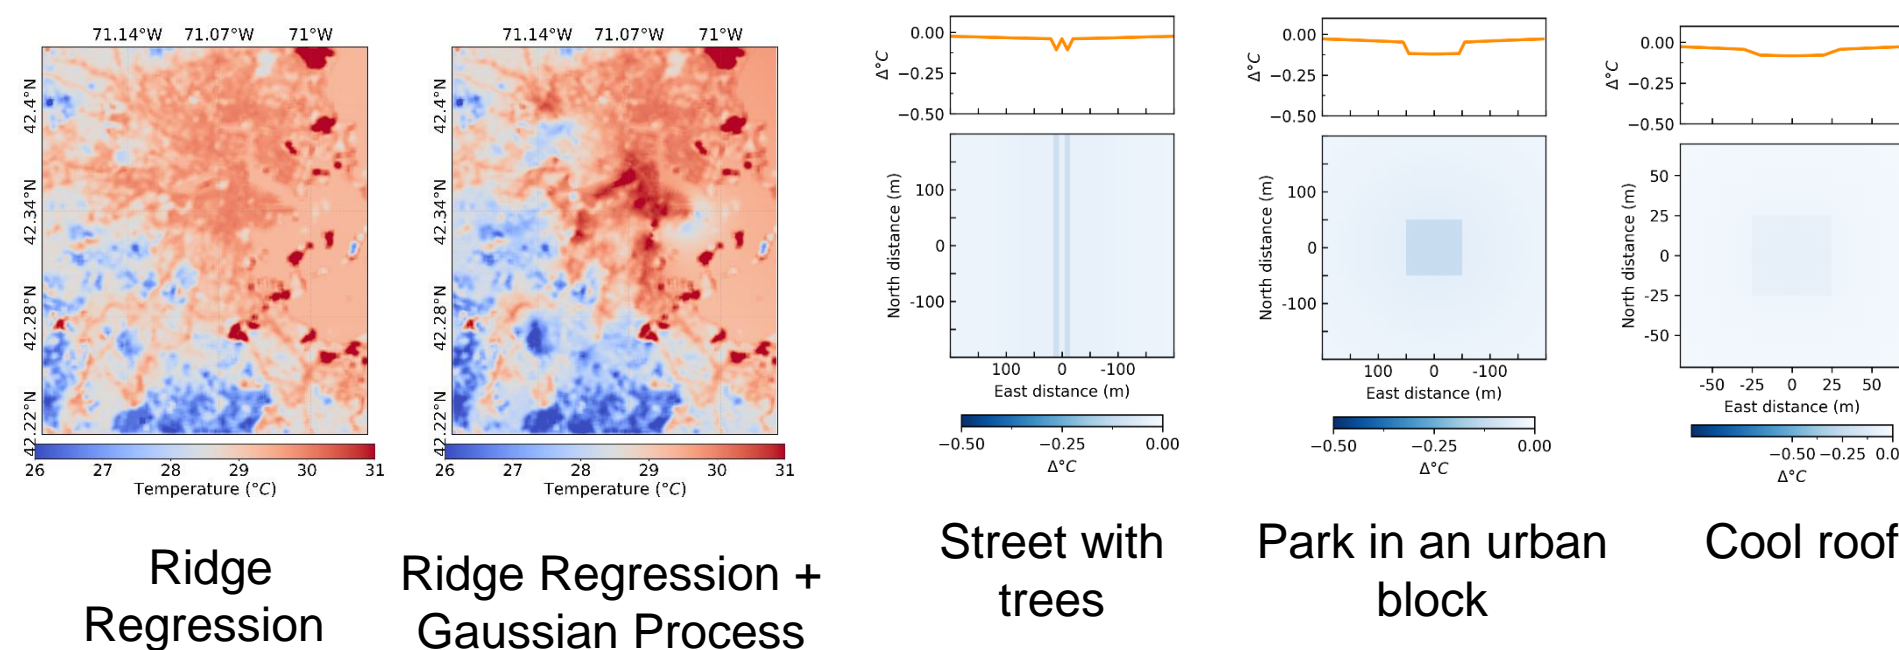 71.14°W 71.07°W 71°W
42.4°N
42.34°N
42.28°N
42.22°N
26 27 28 29 30 31
Temperature (°C)
Ridge
Regression
71.14°W 71.07°W 71°W
42.4°N
42.34°N
42.28°N
42.22°N
26 27 28 29 30 31
Temperature (°C)
Ridge Regression +
Gaussian Process
0.00
−0.25
−0.50
Δ°C
100
0
-100
North distance (m)
100 0 -100
East distance (m)
−0.50 −0.25 0.00
Δ°C
Street with
trees
0.00
−0.25
−0.50
Δ°C
100
0
-100
North distance (m)
100 0 -100
East distance (m)
−0.50 −0.25 0.00
Δ°C
Park in an urban
block
0.00
−0.25
−0.50
Δ°C
50
25
0
-25
-50
North distance (m)
-50 -25 0 25 50
East distance (m)
−0.50 −0.25 0.0
Δ°C
Cool roof